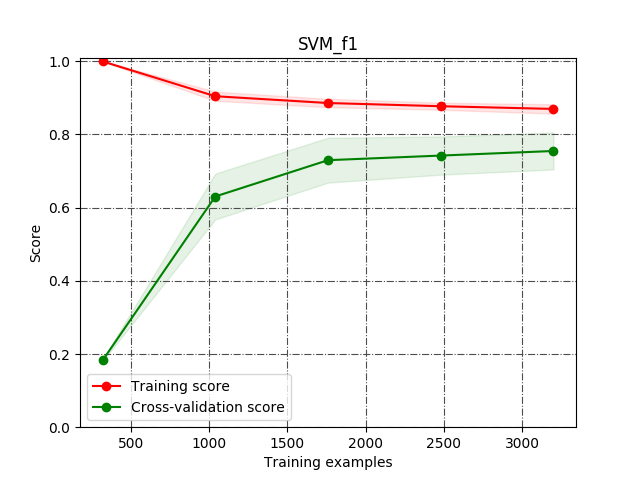 SVM_f1
1.0
0.8
0.6
0.4
0.2
0.0
Score
Training score
Cross-validation score
500 1000 1500 2000 2500 3000
Training examples